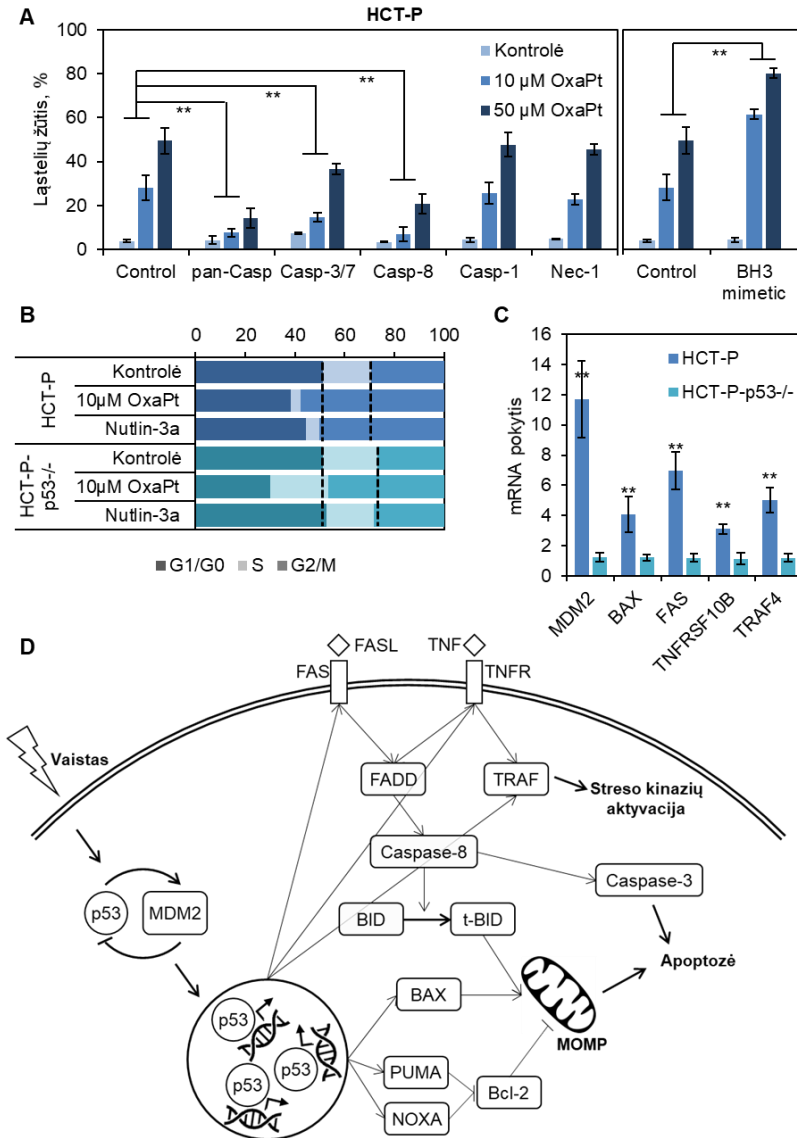 A
HCT-P
Ląstelių žūtis, %
100
80
60
40
20
0
Kontrolė
10 µM OxaPt
50 µM OxaPt
**
**
**
**
Control
pan-Casp
Casp-3/7
Casp-8
Casp-1
Nec-1
Control
BH3
mimetic
B
0 20 40 60 80 100
HCT-P
Kontrolė
10µM OxaPt
Nutlin-3a
HCT-P-
p53-/-
Kontrolė
10µM OxaPt
Nutlin-3a
G1/G0 S G2/M
C
mRNA pokytis
16
14
12
10
8
6
4
2
0
HCT-P
HCT-P-p53-/-
**
**
**
**
**
MDM2
BAX
FAS
TNFRSF10B
TRAF4
D
FASL
TNF
FAS
TNFR
Vaistas
FADD
TRAF
Streso kinazių
aktyvacija
Caspase-8
Caspase-3
p53
MDM2
BID
t-BID
Apoptozė
BAX
MOMP
p53
p53
p53
PUMA
Bcl-2
NOXA